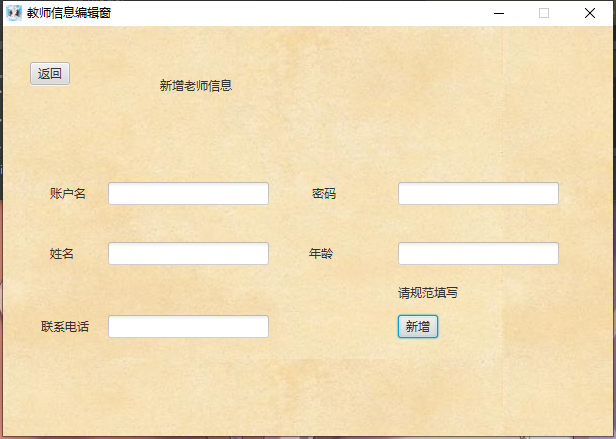 教师信息编辑窗
返回
新增老师信息
账户名 密码
姓名 年龄
请规范填写
联系电话 新增